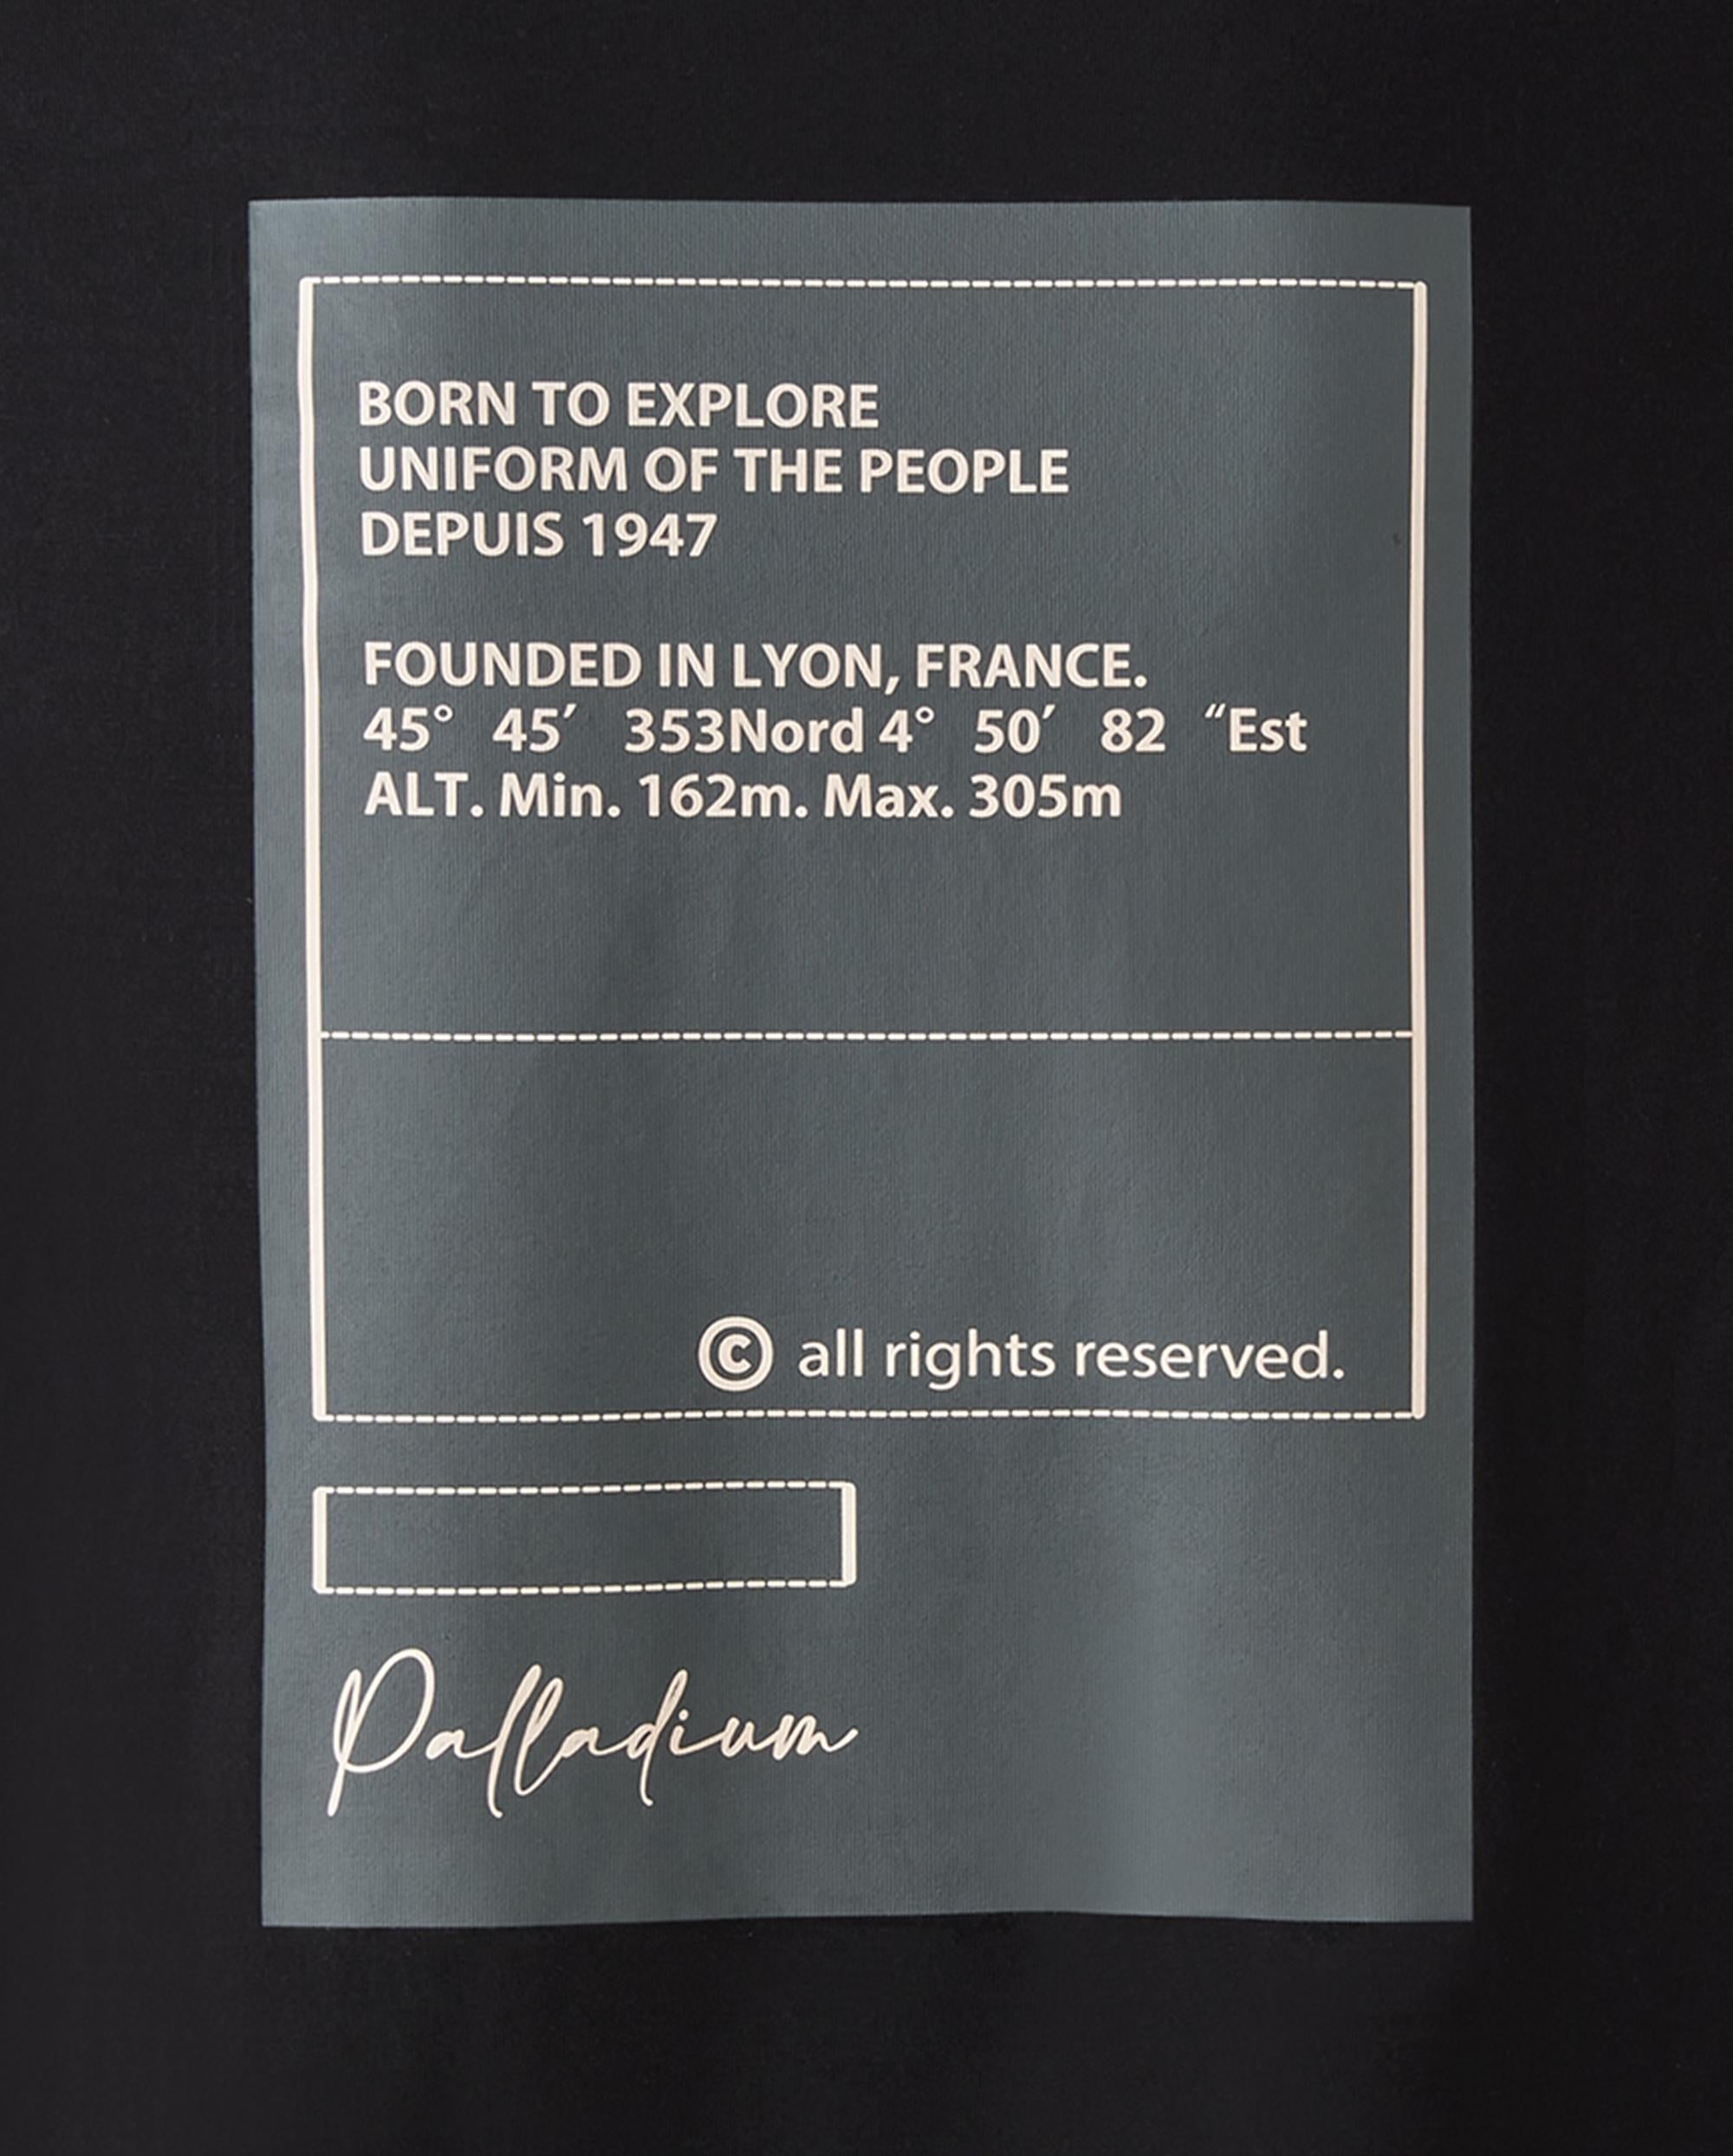 BORN TO EXPLORE
UNIFORM OF THE PEOPLE
DEPUIS 1947
FOUNDED IN LYON, FRANCE.
45° 45′ 353Nord 4° 50′ 82 “Est
ALT. Min. 162m. Max. 305m
© all rights reserved.
Palladium